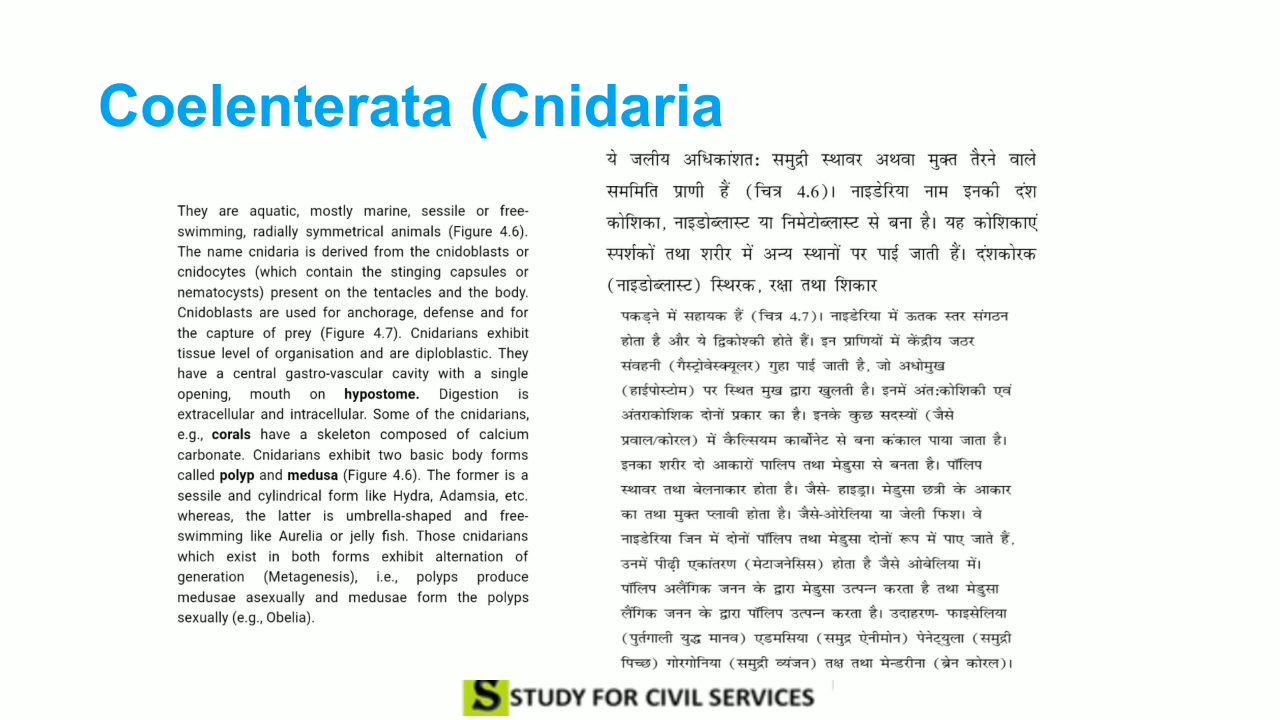 Coelenterata (Cnidaria
They are aquatic, mostly marine, sessile or free-
swimming, radially symmetrical animals (Figure 4.6).
The name cnidaria is derived from the cnidoblasts or
cnidocytes (which contain the stinging capsules or
nematocysts) present on the tentacles and the body.
Cnidoblasts are used for anchorage, defense and for
the capture of prey (Figure 4.7). Cnidarians exhibit
tissue level of organisation and are diploblastic. They
have a central gastro-vascular cavity with a single
opening, mouth on hypostome. Digestion is
extracellular and intracellular. Some of the cnidarians,
e.g., corals have a skeleton composed of calcium
carbonate. Cnidarians exhibit two basic body forms
called polyp and medusa (Figure 4.6). The former is a
sessile and cylindrical form like Hydra, Adamsia, etc.
whereas, the latter is umbrella-shaped and free-
swimming like Aurelia or jelly fish. Those cnidarians
which exist in both forms exhibit alternation of
generation (Metagenesis), i.e., polyps produce
medusae asexually and medusae form the polyps
sexually (e.g., Obelia).
ये जलीय अधिकांशत: समुद्री स्थावर अथवा मुक्त तैरने वाले
सममिति प्राणी हैं (चित्र 4.6)। नाइडेरिया नाम इनकी दंश
कोशिका, नाइडोब्लास्ट या निमेटोब्लास्ट से बना है। यह कोशिकाएं
स्पर्शकों तथा शरीर में अन्य स्थानों पर पाई जाती हैं। दंशकोरक
(नाइडोब्लास्ट) स्थिरक, रक्षा तथा शिकार
पकड़ने में सहायक हैं (चित्र 4.7)। नाइडेरिया में ऊतक स्तर संगठन
होता है और ये द्विकोश्की होते हैं। इन प्राणियों में केंद्रीय जठर
संवहनी (गैस्ट्रोवेस्क्यूलर) गुहा पाई जाती है, जो अधोमुख
(हाईपोस्टोम) पर स्थित मुख द्वारा खुलती है। इनमें अंत:कोशिकी एवं
अंतराकोशिक दोनों प्रकार का है। इनके कुछ सदस्यों (जैसे
प्रवाल/कोरल) में कैल्सियम कार्बोनेट से बना कंकाल पाया जाता है।
इनका शरीर दो आकारों पालिप तथा मेडुसा से बनता है। पॉलिप
स्थावर तथा बेलनाकार होता है। जैसे- हाइड्रा। मेडुसा छत्री के आकार
का तथा मुक्त प्लावी होता है। जैसे-ओरेलिया या जेली फिश। वे
नाइडेरिया जिन में दोनों पॉलिप तथा मेडुसा दोनों रूप में पाए जाते हैं,
उनमें पीढ़ी एकांतरण (मेटाजनेसिस) होता है जैसे ओबेलिया में।
पॉलिप अलैंगिक जनन के द्वारा मेडुसा उत्पन्न करता है तथा मेडुसा
लैंगिक जनन के द्वारा पॉलिप उत्पन्न करता है। उदाहरण- फाइसेलिया
(पुर्तगाली युद्ध मानव) एडमसिया (समुद्र ऐनीमोन) पेनेट्युला (समुद्री
पिच्छ) गोरगोनिया (समुद्री व्यंजन) तक्ष तथा मेन्डरीना (ब्रेन कोरल)।
S STUDY FOR CIVIL SERVICES